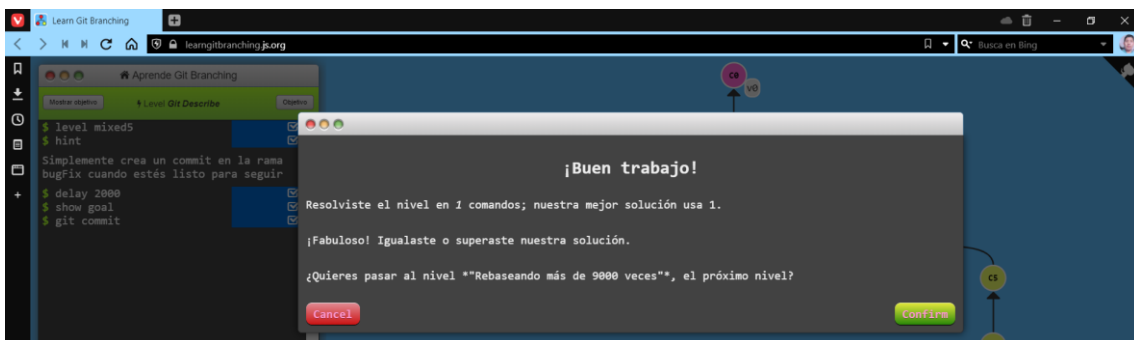 Learn Git Branching
learngitbranching.js.org
Busca en Bing
Aprende Git Branching
Mostrar objetivo
Level Git Describe
Objetivo
$ level mixed5
$ hint
Simplemente crea un commit en la rama
bugFix cuando estés listo para seguir
$ delay 2000
$ show goal
$ git commit
C0
v0
¡Buen trabajo!
Resolviste el nivel en 1 comandos; nuestra mejor solución usa 1.
¡Fabuloso! Igualaste o superaste nuestra solución.
¿Quieres pasar al nivel *"Rebaseando más de 9000 veces"*, el próximo nivel?
Cancel
Confirm